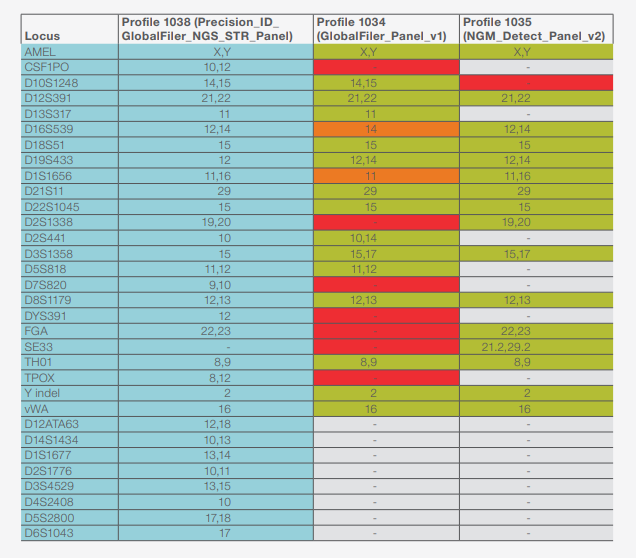 Locus Profile 1038 (Precision_ID_GlobalFiler_NGS_STR_Panel) Profile 1034 (GlobalFiler_Panel_v1) Profile 1035 (NGM_Detect_Panel_v2)
AMEL X,Y X,Y X,Y
CSF1PO 10,12 - -
D10S1248 14,15 14,15 -
D12S391 21,22 21,22 21,22
D13S317 11 11 -
D16S539 12,14 14 12,14
D18S51 15 15 15
D19S433 12 12,14 12,14
D1S1656 11,16 11 11,16
D21S11 29 29 29
D22S1045 15 15 15
D2S1338 19,20 - 19,20
D2S441 10 10,14 -
D3S1358 15 15,17 15,17
D5S818 11,12 11,12 -
D7S820 9,10 - -
D8S1179 12,13 12,13 12,13
DYS391 12 - -
FGA 22,23 - 22,23
SE33 - - 21.2,29.2
TH01 8,9 8,9 8,9
TPOX 8,12 - -
Y indel 2 2 2
vWA 16 16 16
D12ATA63 12,18 - -
D14S1434 10,13 - -
D1S1677 13,14 - -
D2S1776 10,11 - -
D3S4529 13,15 - -
D4S2408 10 - -
D5S2800 17,18 - -
D6S1043 17 - -